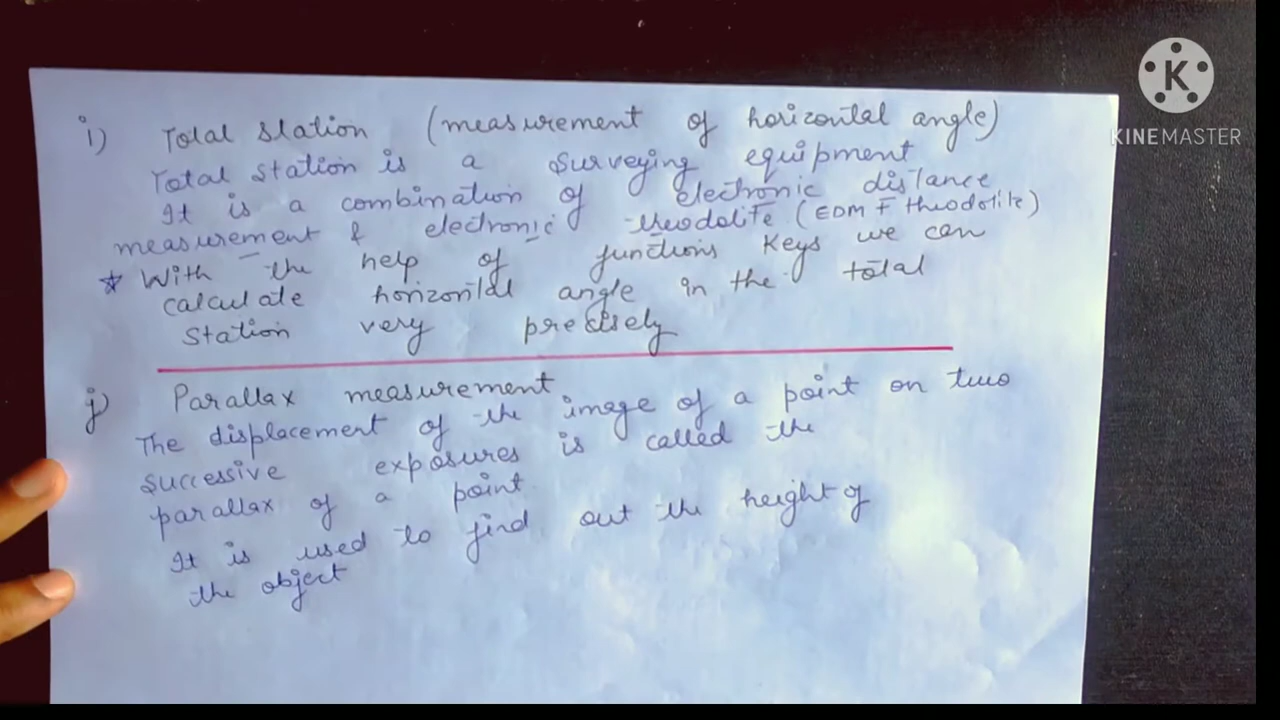 i) Total station (measurement of horizontal angle)
Total station is a surveying equipment
It is a combination of electronic distance
measurement & electronic theodolite (EDM F theodolite)
* With the help of functions Keys we can
calculate horizontal angle in the total
station very precisely
j) Parallax measurement
The displacement of the image of a point on two
successive exposures is called the
parallax of a point
It is used to find out the height of
the object
K
KINEMASTER